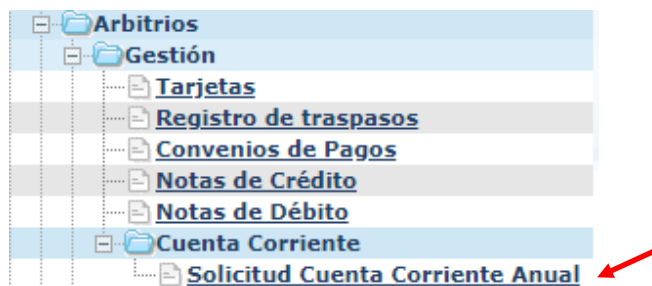 Arbitrios
Gestión
Tarjetas
Registro de traspasos
Convenios de Pagos
Notas de Crédito
Notas de Débito
Cuenta Corriente
Solicitud Cuenta Corriente Anual